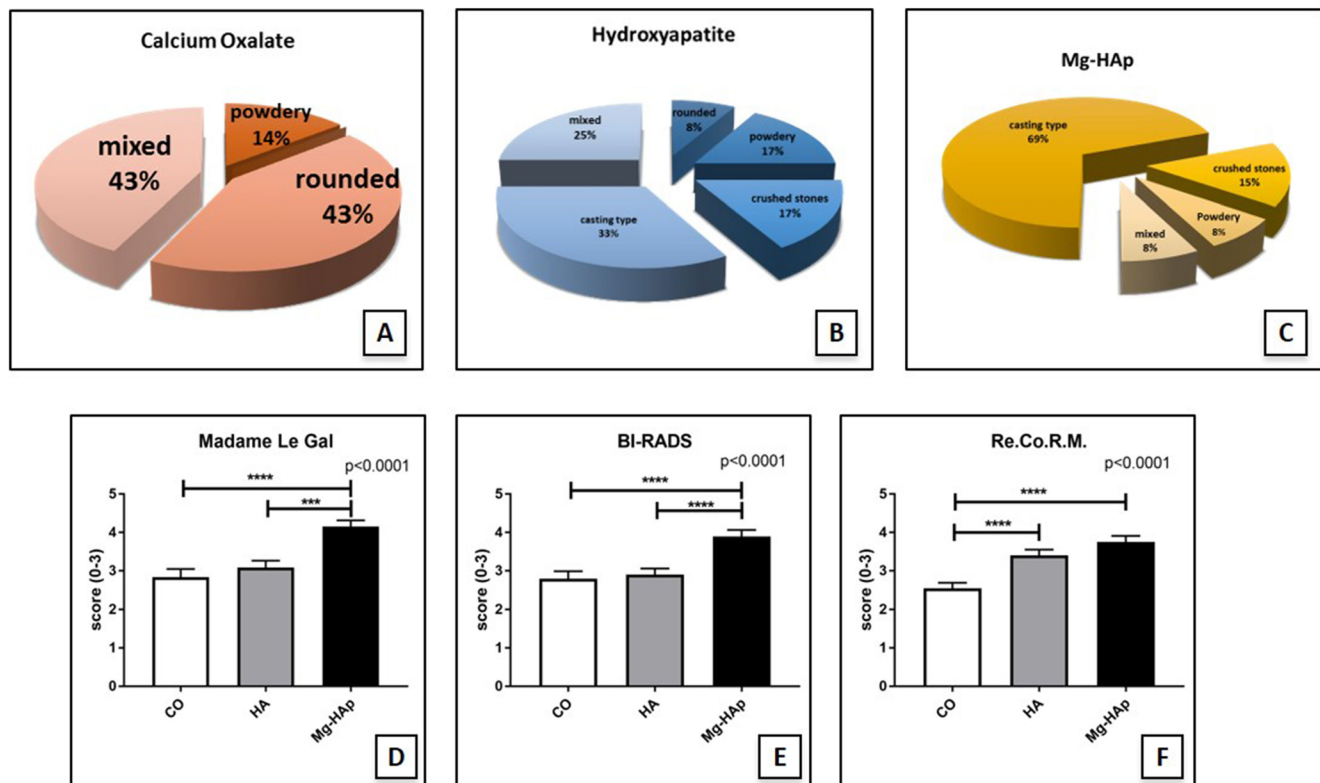 Calcium Oxalate
mixed
43%
powdery
14%
rounded
43%
A
Hydroxyapatite
mixed
25%
rounded
8%
powdery
17%
crushed stones
17%
casting type
33%
B
Mg-HAp
casting type
69%
crushed stones
15%
Powdery
8%
mixed
8%
C
Madame Le Gal
p<0.0001
****
***
score (0-3)
5
4
3
2
1
0
CO
HA
Mg-HAp
D
BI-RADS
p<0.0001
****
****
score (0-3)
5
4
3
2
1
0
CO
HA
Mg-HAp
E
Re.Co.R.M.
p<0.0001
****
****
score (0-3)
5
4
3
2
1
0
CO
HA
Mg-HAp
F